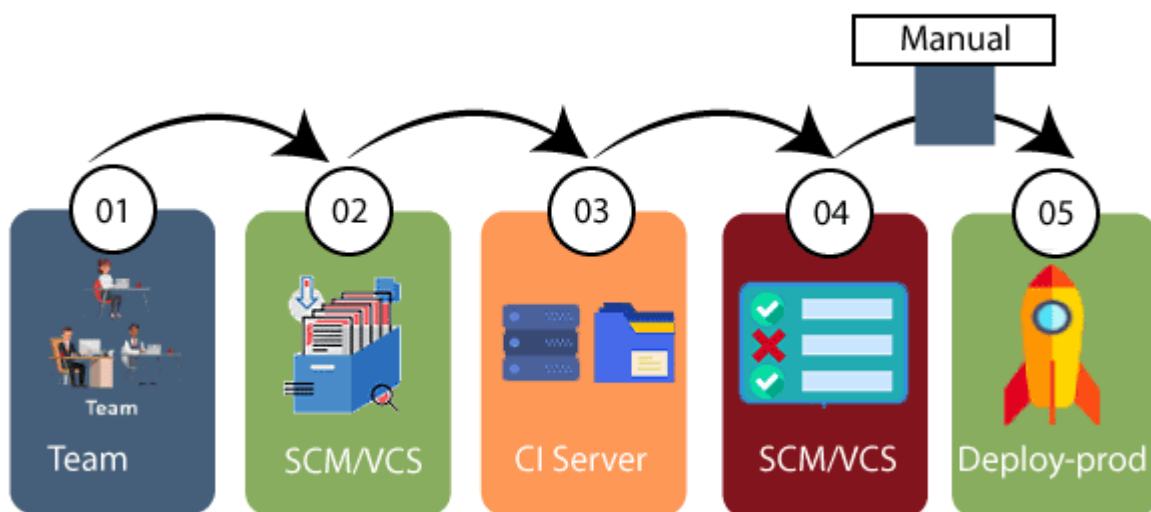 Manual
01
02
03
04
05
Team
Team
SCM/VCS
CI Server
SCM/VCS
Deploy-prod